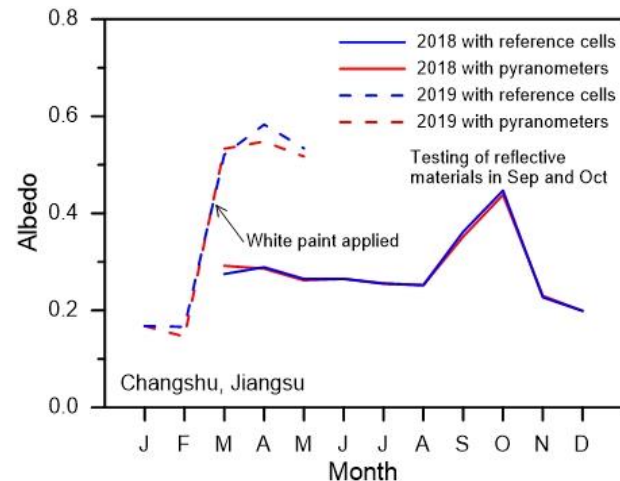 0.8
0.6
0.4
0.2
0.0
Albedo
2018 with reference cells
2018 with pyranometers
2019 with reference cells
2019 with pyranometers
Testing of reflective
materials in Sep and Oct
White paint applied
Changshu, Jiangsu
J F M A M J J A S O N D
Month